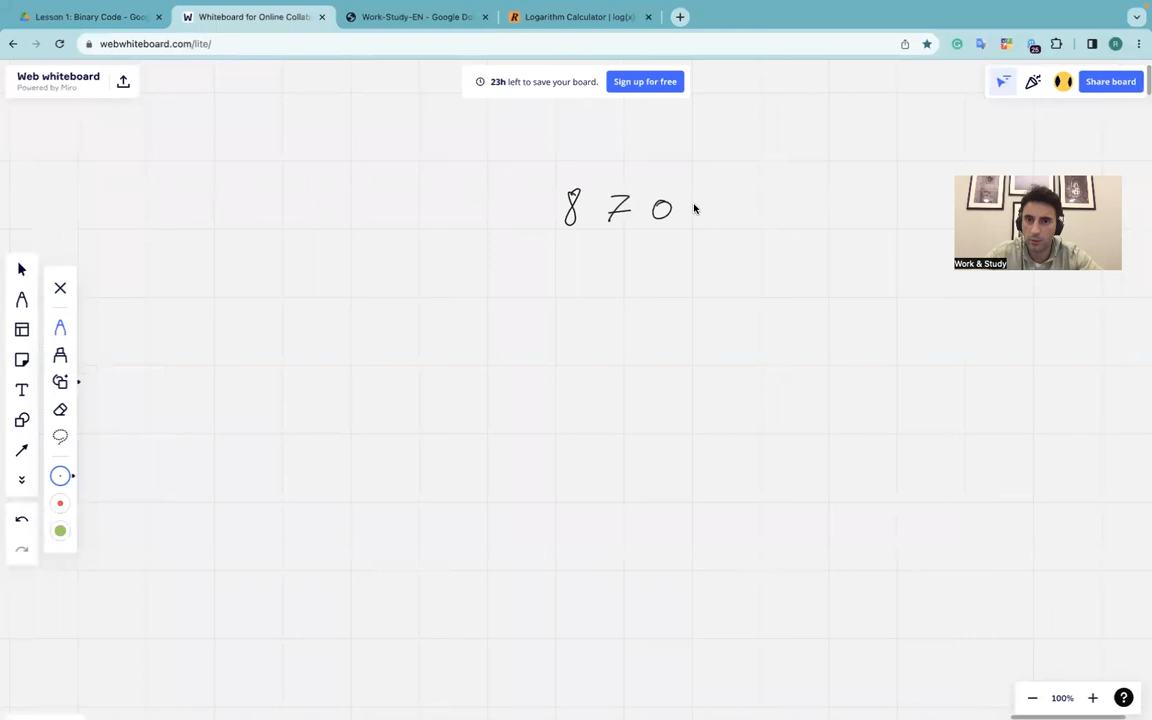 Lesson 1: Binary Code - Goo
Whiteboard for Online Collab
Work-Study-EN - Google Do
Logarithm Calculator | log(x)
webwhiteboard.com/lite/
25
R
Web whiteboard
Powered by Miro
23h left to save your board.
Sign up for free
Share board
8 7 0
Work & Study
T
100%
?